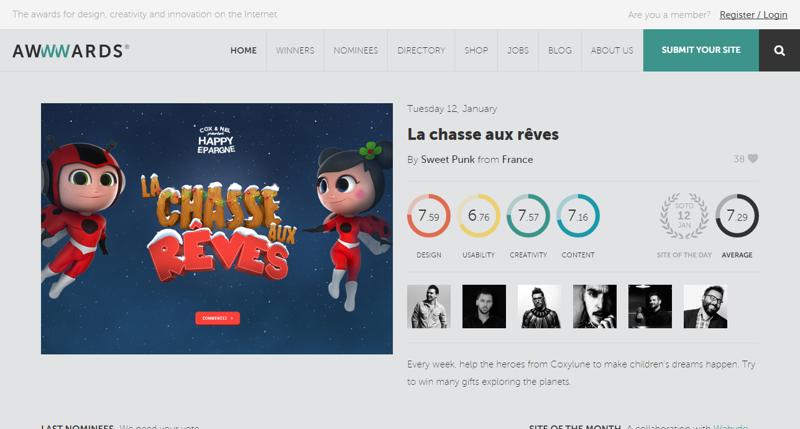 The awards for design, creativity and innovation on the Internet
Are you a member? Register / Login
AWWWARDS®
HOME WINNERS NOMINEES DIRECTORY SHOP JOBS BLOG ABOUT US SUBMIT YOUR SITE
Tuesday 12, January
La chasse aux rêves
By Sweet Punk from France 38
COX & NEL
présentent
HAPPY
EPARGNE
LA
CHASSE
AUX
RÊVES
COMMENCEZ
7.59 6.76 7.57 7.16
DESIGN USABILITY CREATIVITY CONTENT
SOTD
12
JAN
7.29
SITE OF THE DAY AVERAGE
Every week, help the heroes from Coxylune to make children's dreams happen. Try
to win many gifts exploring the planets.
LAST NOMINEES We need your vote
SITE OF THE MONTH A collaboration with Webydo